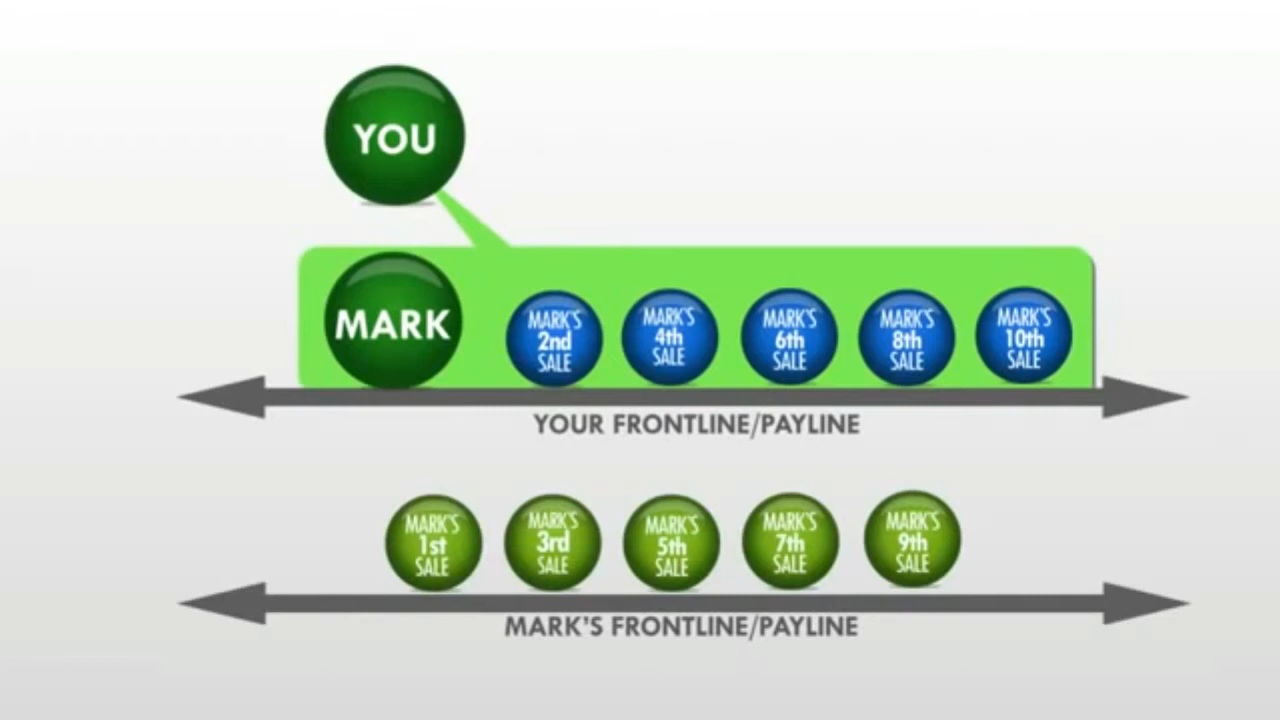 YOU
MARK
MARK'S
2nd
SALE
MARK'S
4th
SALE
MARK'S
6th
SALE
MARK'S
8th
SALE
MARK'S
10th
SALE
YOUR FRONTLINE/PAYLINE
MARK'S
1st
SALE
MARK'S
3rd
SALE
MARK'S
5th
SALE
MARK'S
7th
SALE
MARK'S
9th
SALE
MARK'S FRONTLINE/PAYLINE